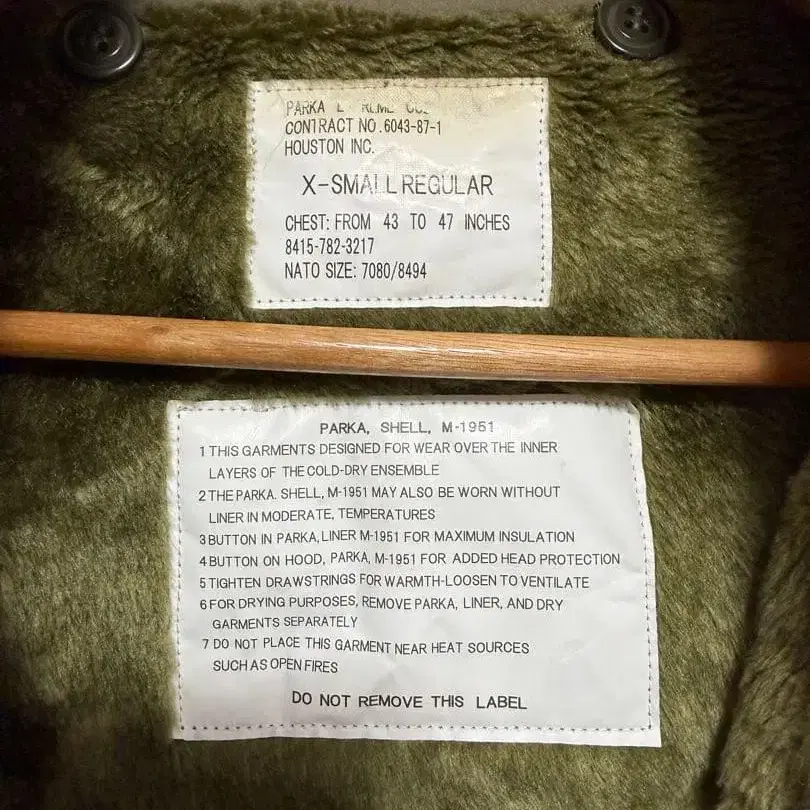 PARKA
CONTRACT NO.6043-87-1
HOUSTON INC.
X-SMALL REGULAR
CHEST: FROM 43 TO 47 INCHES
8415-782-3217
NATO SIZE: 7080/8494
PARKA, SHELL, M-1951
1 THIS GARMENTS DESIGNED FOR WEAR OVER THE INNER
LAYERS OF THE COLD-DRY ENSEMBLE
2 THE PARKA. SHELL, M-1951 MAY ALSO BE WORN WITHOUT
LINER IN MODERATE, TEMPERATURES
3 BUTTON IN PARKA, LINER M-1951 FOR MAXIMUM INSULATION
4 BUTTON ON HOOD, PARKA, M-1951 FOR ADDED HEAD PROTECTION
5 TIGHTEN DRAWSTRINGS FOR WARMTH-LOOSEN TO VENTILATE
6 FOR DRYING PURPOSES, REMOVE PARKA, LINER, AND DRY
GARMENTS SEPARATELY
7 DO NOT PLACE THIS GARMENT NEAR HEAT SOURCES
SUCH AS OPEN FIRES
DO NOT REMOVE THIS LABEL